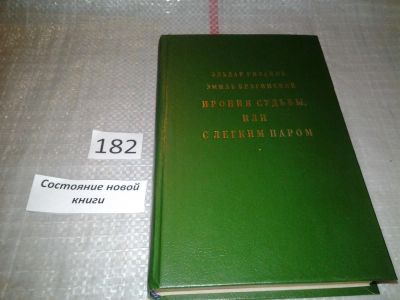 ЭЛЬДАР РЯЗАНОВ
ЭМИЛЬ БРАГИНСКИЙ
ИРОНИЯ СУДЬБЫ,
ИЛИ
С ЛЕГКИМ ПАРОМ
182
Состояние новой
книги